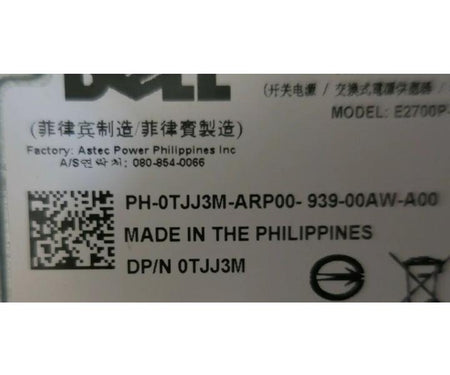 DELL
(开关电源 / 交換式電源供應器 /
MODEL: E2700P-
(菲律宾制造/菲律賓製造)
Factory: Astec Power Philippines Inc
A/S연락처: 080-854-0066
PH-0TJJ3M-ARP00- 939-00AW-A00
MADE IN THE PHILIPPINES
DP/N 0TJJ3M